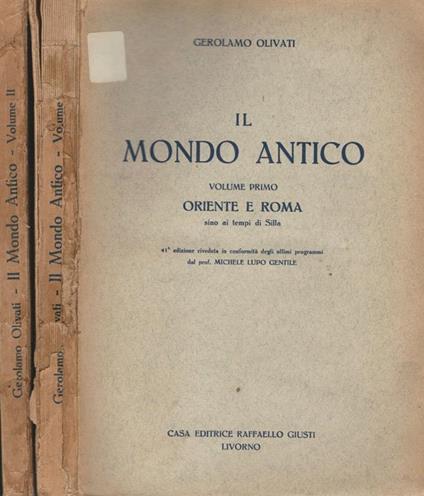 Gerolamo Olivati - Il Mondo Antico - Volume II
Gerolamo Olivati - Il Mondo Antico - Volume
GEROLAMO OLIVATI
IL
MONDO ANTICO
VOLUME PRIMO
ORIENTE E ROMA
sino ai tempi di Silla
41ª edizione riveduta in conformità degli ultimi programmi
dal prof. MICHELE LUPO GENTILE
CASA EDITRICE RAFFAELLO GIUSTI
LIVORNO